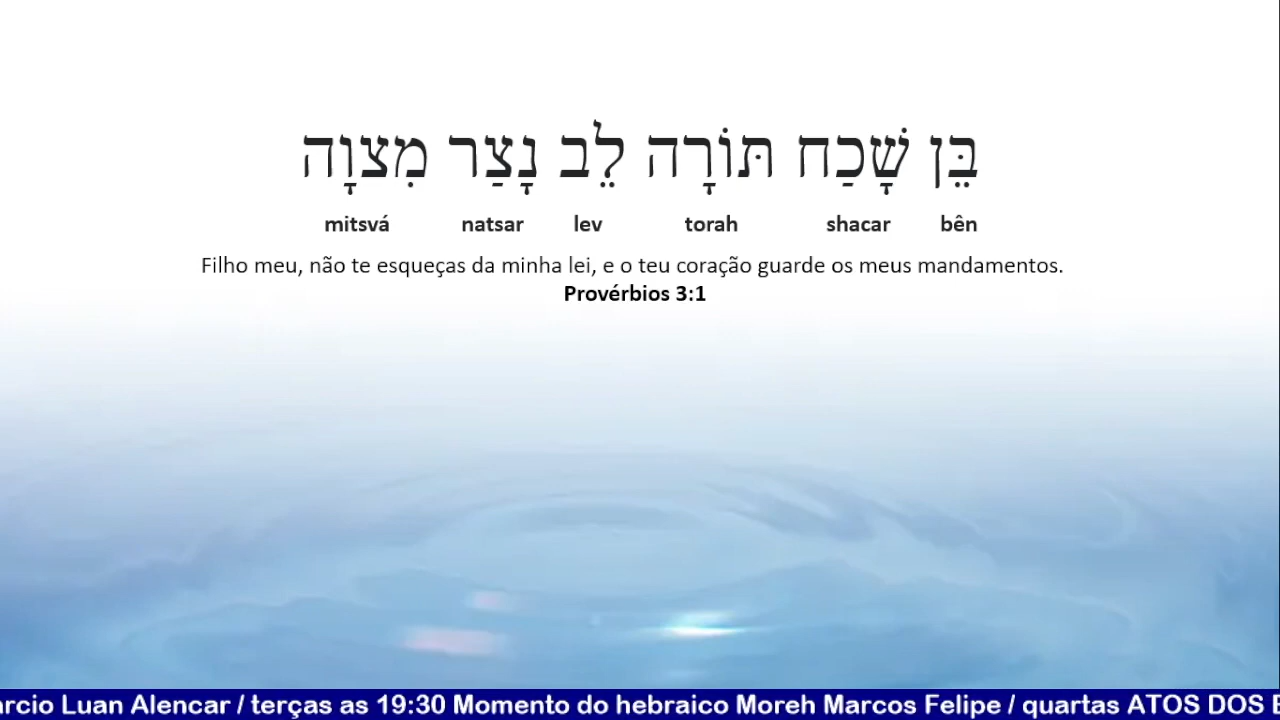 בֵּן שָׁכַח תּוֹרָה לֵב נָצַר מִצוָה
mitsvá natsar lev torah shacar bên
Filho meu, não te esqueças da minha lei, e o teu coração guarde os meus mandamentos.
Provérbios 3:1
Luan Alencar / terças as 19:30 Momento do hebraico Moreh Marcos Felipe / quartas ATOS DOS